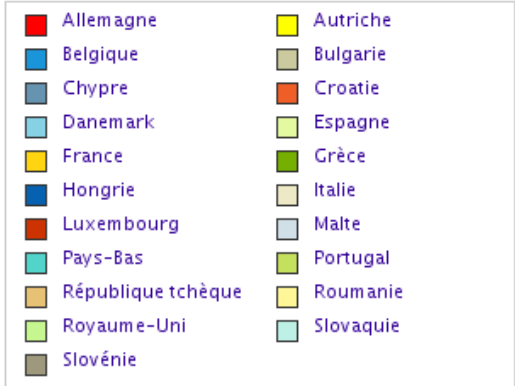 Allemagne Autriche
Belgique Bulgarie
Chypre Croatie
Danemark Espagne
France Grèce
Hongrie Italie
Luxembourg Malte
Pays-Bas Portugal
République tchèque Roumanie
Royaume-Uni Slovaquie
Slovénie